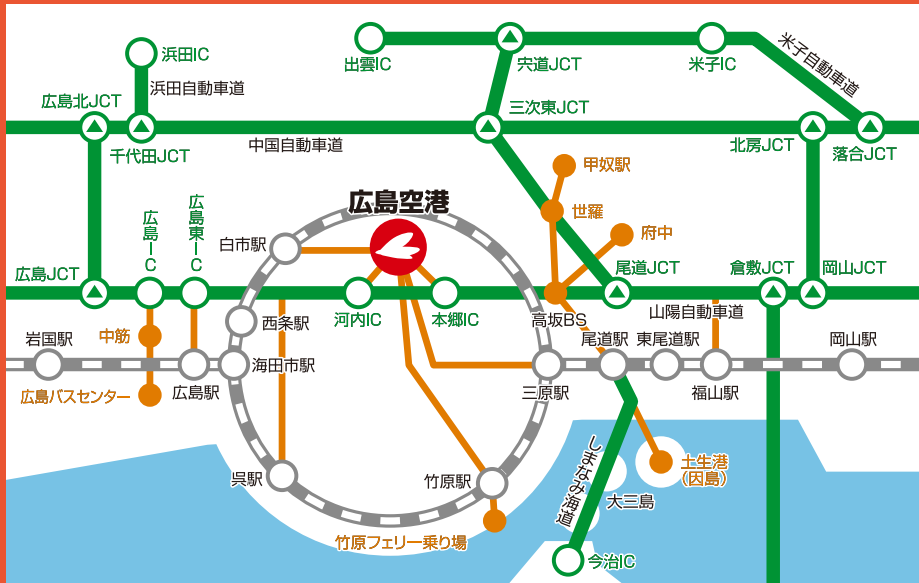 浜田IC
出雲IC
宍道JCT
米子IC
米子自動車道
浜田自動車道
広島北JCT
三次東JCT
千代田JCT
中国自動車道
北房JCT
落合JCT
甲奴駅
世羅
府中
広島空港
広島IC
広島東IC
白市駅
広島JCT
尾道JCT
倉敷JCT
岡山JCT
河内IC
本郷IC
高坂BS
山陽自動車道
西条駅
中筋
岩国駅
海田市駅
尾道駅
東尾道駅
岡山駅
広島バスセンター
広島駅
三原駅
福山駅
しまなみ海道
呉駅
竹原駅
土生港
(因島)
大三島
竹原フェリー乗り場
今治IC